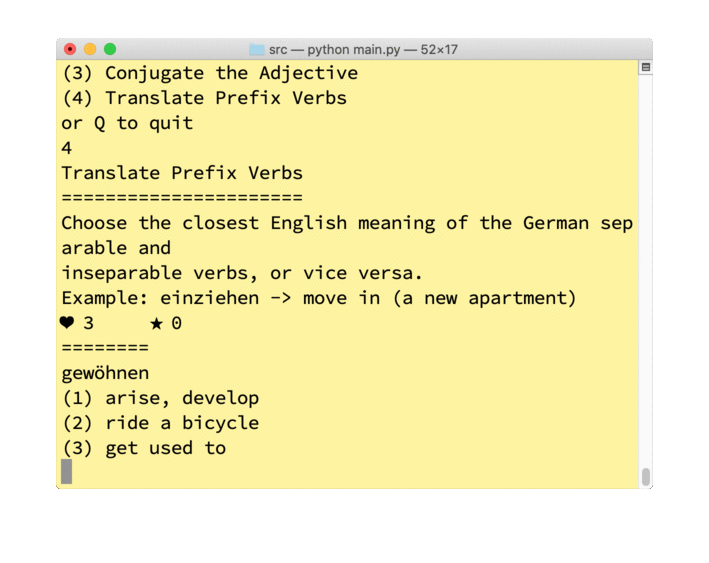 src — python main.py — 52×17
(3) Conjugate the Adjective
(4) Translate Prefix Verbs
or Q to quit
4
Translate Prefix Verbs
======================
Choose the closest English meaning of the German sep
arable and
inseparable verbs, or vice versa.
Example: einziehen -> move in (a new apartment)
♥ 3     ★ 0
========
gewöhnen
(1) arise, develop
(2) ride a bicycle
(3) get used to